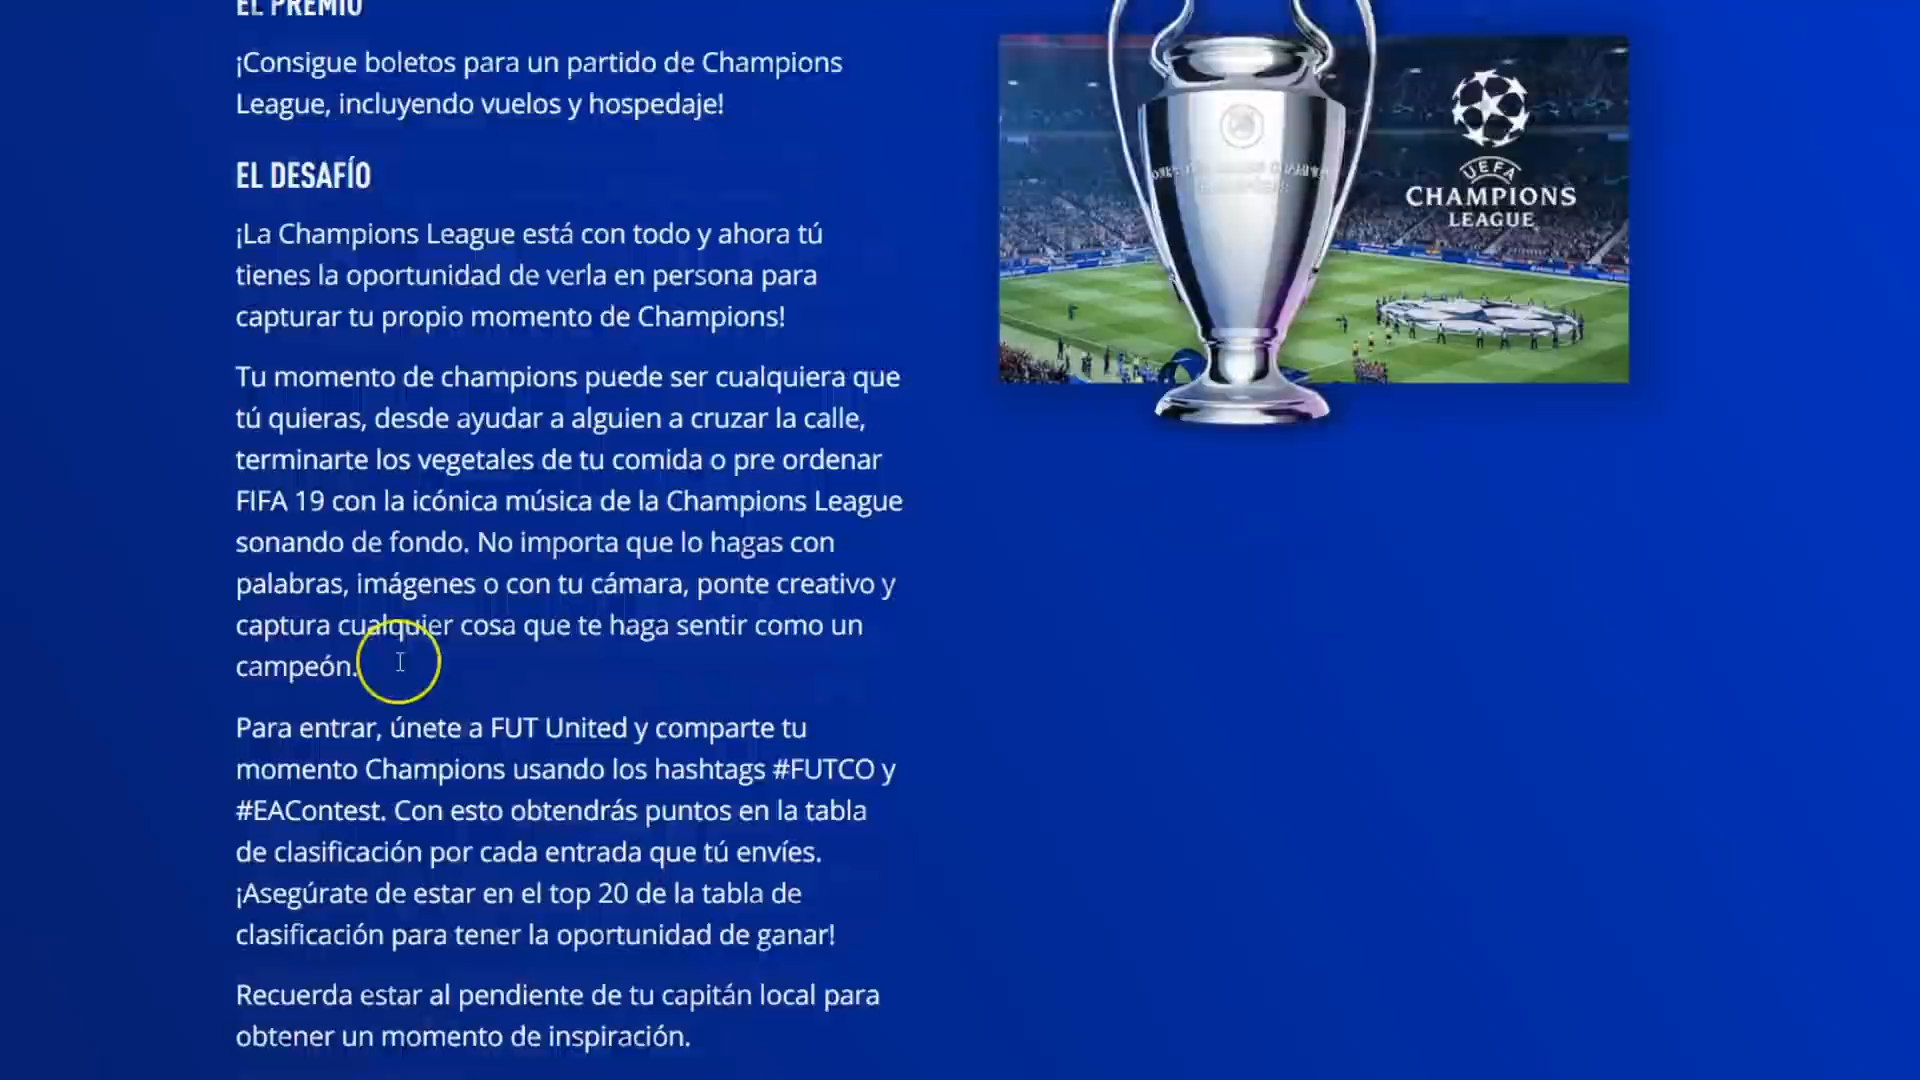 EL PREMIO
¡Consigue boletos para un partido de Champions
League, incluyendo vuelos y hospedaje!
EL DESAFÍO
¡La Champions League está con todo y ahora tú
tienes la oportunidad de verla en persona para
capturar tu propio momento de Champions!
Tu momento de champions puede ser cualquiera que
tú quieras, desde ayudar a alguien a cruzar la calle,
terminarte los vegetales de tu comida o pre ordenar
FIFA 19 con la icónica música de la Champions League
sonando de fondo. No importa que lo hagas con
palabras, imágenes o con tu cámara, ponte creativo y
captura cualquier cosa que te haga sentir como un
campeón.
Para entrar, únete a FUT United y comparte tu
momento Champions usando los hashtags #FUTCO y
#EAContest. Con esto obtendrás puntos en la tabla
de clasificación por cada entrada que tú envíes.
¡Asegúrate de estar en el top 20 de la tabla de
clasificación para tener la oportunidad de ganar!
Recuerda estar al pendiente de tu capitán local para
obtener un momento de inspiración.
UEFA
CHAMPIONS
LEAGUE